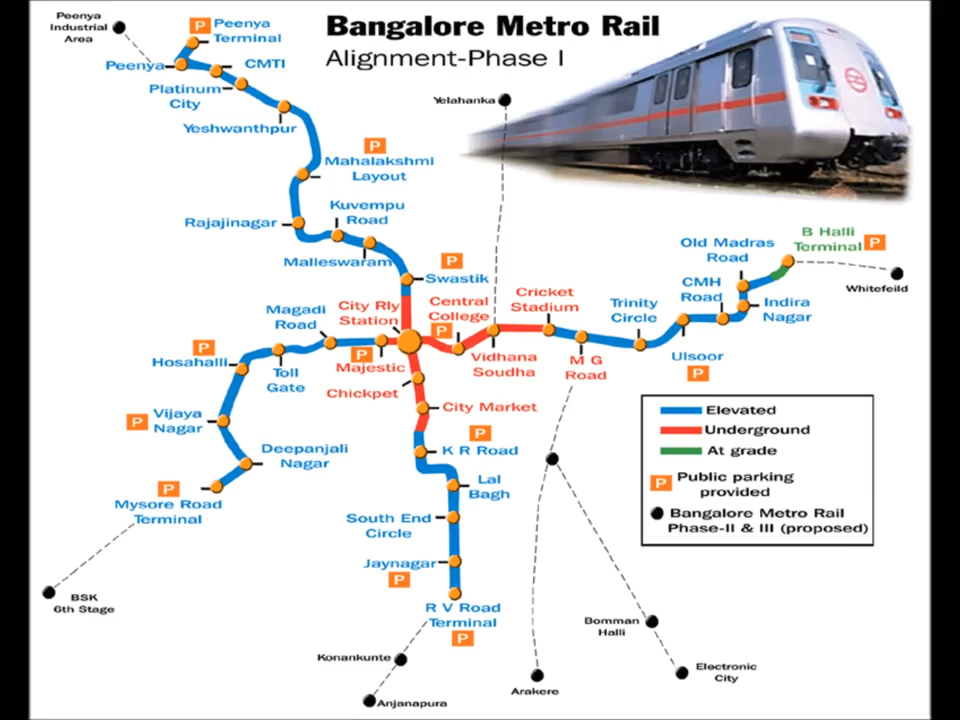 Bangalore Metro Rail
Alignment-Phase I
Peenya
Industrial
Area
P
Peenya
Terminal
Peenya
CMTI
Platinum
City
Yeshwanthpur
Yelahanka
P
Mahalakshmi
Layout
Kuvempu
Road
Rajajinagar
Malleswaram
P
Swastik
City Rly
Station
Central
College
P
Cricket
Stadium
Vidhana
Soudha
M G
Road
Trinity
Circle
Ulsoor
P
CMH
Road
Old Madras
Road
Indira
Nagar
B Halli
Terminal
P
Whitefeild
Magadi
Road
P
Majestic
Toll
Gate
P
Hosahalli
P
Vijaya
Nagar
Deepanjali
Nagar
P
Mysore Road
Terminal
BSK
6th Stage
Chickpet
City Market
P
K R Road
Lal
Bagh
South End
Circle
Jaynagar
P
R V Road
Terminal
P
Konankunte
Anjanapura
Arakere
Bomman
Halli
Electronic
City
Elevated
Underground
At grade
P Public parking
provided
Bangalore Metro Rail
Phase-II & III (proposed)